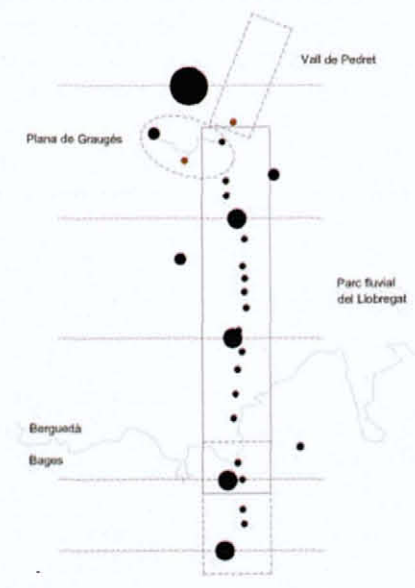 Vall de Pedret
Plana de Graugés
Parc fluvial
del Llobregat
Berguedà
Bages